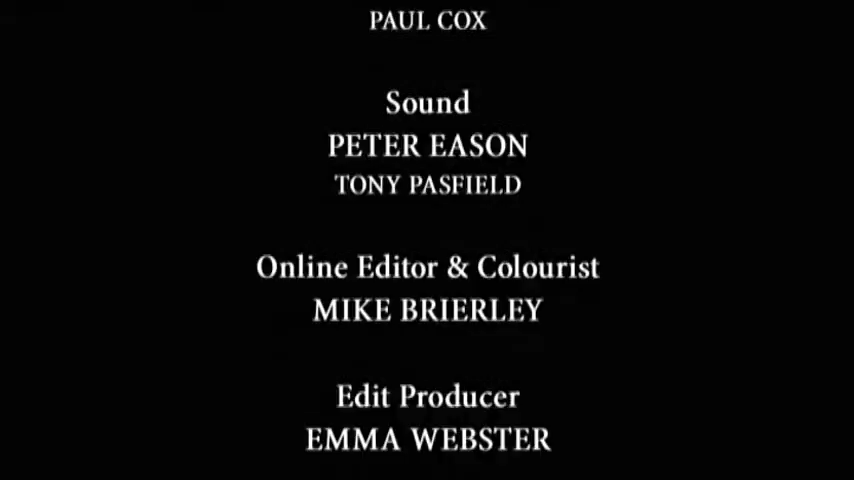 PAUL COX
Sound
PETER EASON
TONY PASFIELD
Online Editor & Colourist
MIKE BRIERLEY
Edit Producer
EMMA WEBSTER